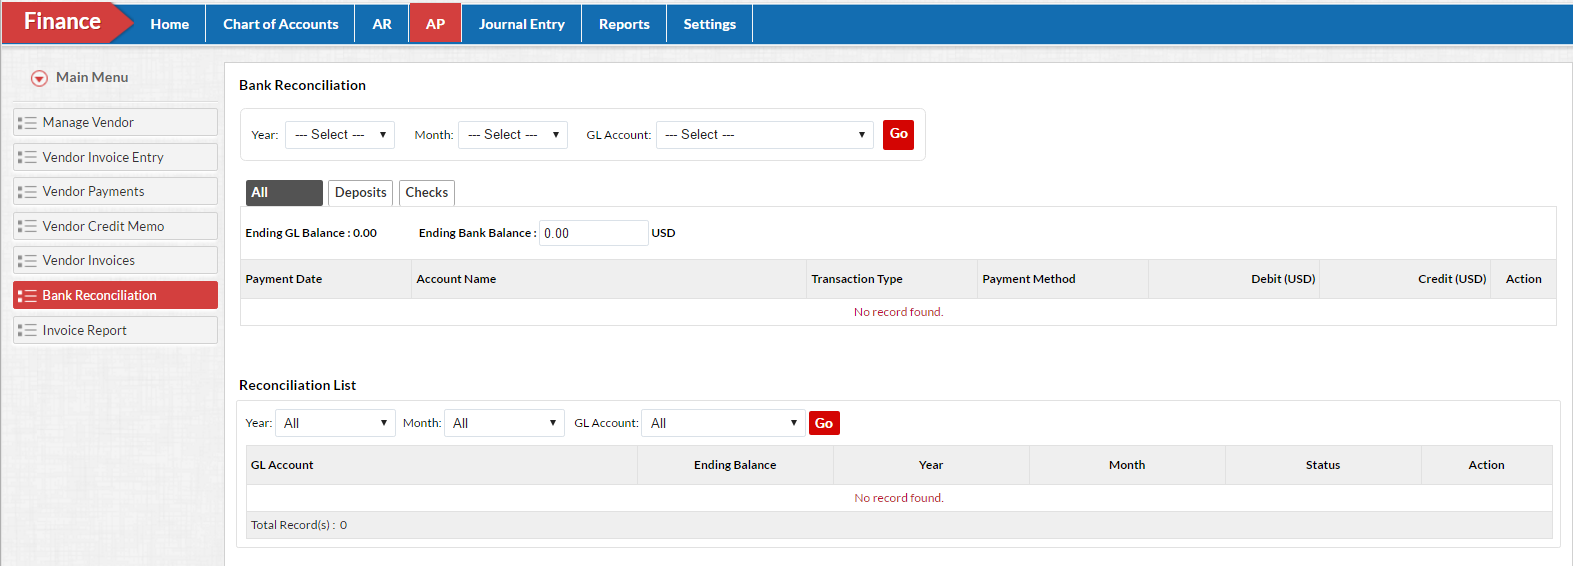 Finance Home Chart of Accounts AR AP Journal Entry Reports Settings
Main Menu
Manage Vendor
Vendor Invoice Entry
Vendor Payments
Vendor Credit Memo
Vendor Invoices
Bank Reconciliation
Invoice Report
Bank Reconciliation
Year: --- Select --- Month: --- Select --- GL Account: --- Select --- Go
All Deposits Checks
Ending GL Balance : 0.00 Ending Bank Balance : 0.00 USD
Payment Date Account Name Transaction Type Payment Method Debit (USD) Credit (USD) Action
No record found.
Reconciliation List
Year: All Month: All GL Account: All Go
GL Account Ending Balance Year Month Status Action
No record found.
Total Record(s) : 0